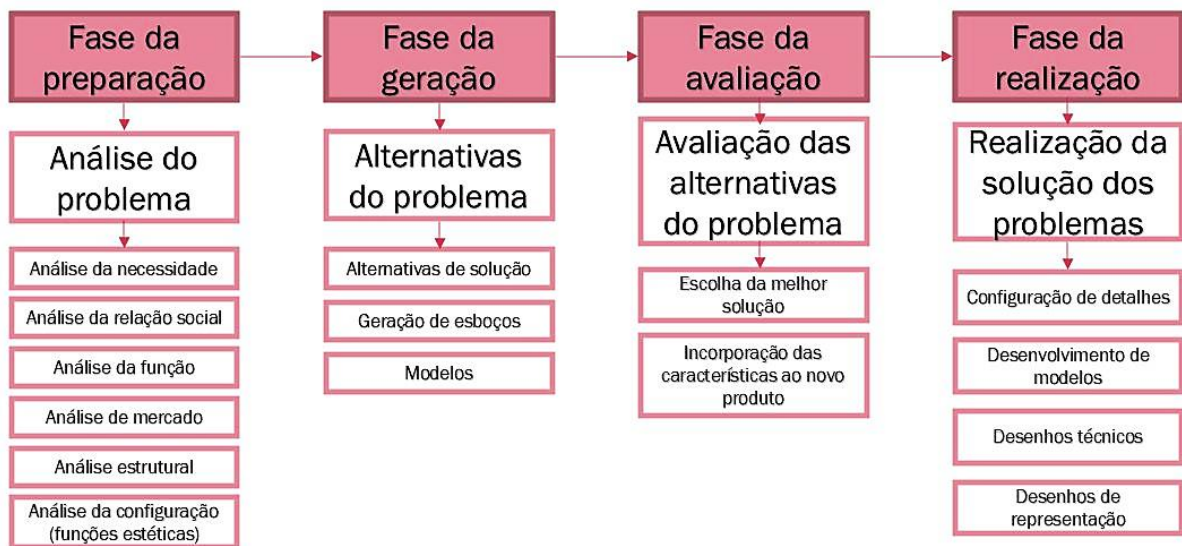 Fase da
preparação
Fase da
geração
Fase da
avaliação
Fase da
realização
Análise do
problema
Alternativas
do problema
Avaliação das
alternativas
do problema
Realização da
solução dos
problemas
Análise da necessidade
Análise da relação social
Análise da função
Análise de mercado
Análise estrutural
Análise da configuração
(funções estéticas)
Alternativas de solução
Geração de esboços
Modelos
Escolha da melhor
solução
Incorporação das
características ao novo
produto
Configuração de detalhes
Desenvolvimento de
modelos
Desenhos técnicos
Desenhos de
representação